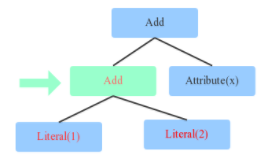 Add
Add
Attribute(x)
Literal(1)
Literal(2)